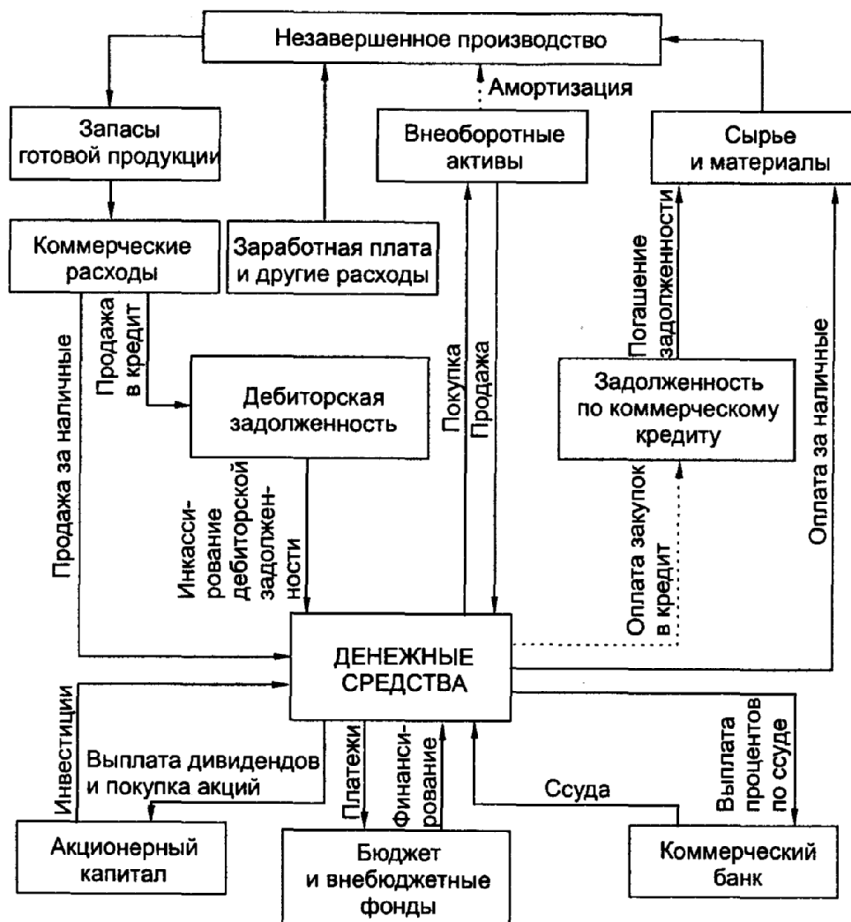 Незавершенное производство
Амортизация
Запасы
готовой продукции
Внеоборотные
активы
Сырье
и материалы
Коммерческие
расходы
Заработная плата
и другие расходы
Продажа за наличные
Продажа
в кредит
Дебиторская
задолженность
Покупка
Продажа
Погашение
задолженности
Задолженность
по коммерческому
кредиту
Оплата за наличные
Инкасси-
рование
дебиторской
задолжен-
ности
Оплата закупок
в кредит
ДЕНЕЖНЫЕ
СРЕДСТВА
Инвестиции
Выплата дивидендов
и покупка акций
Платежи
Финанси-
рование
Ссуда
Выплата
процентов
по ссуде
Акционерный
капитал
Бюджет
и внебюджетные
фонды
Коммерческий
банк